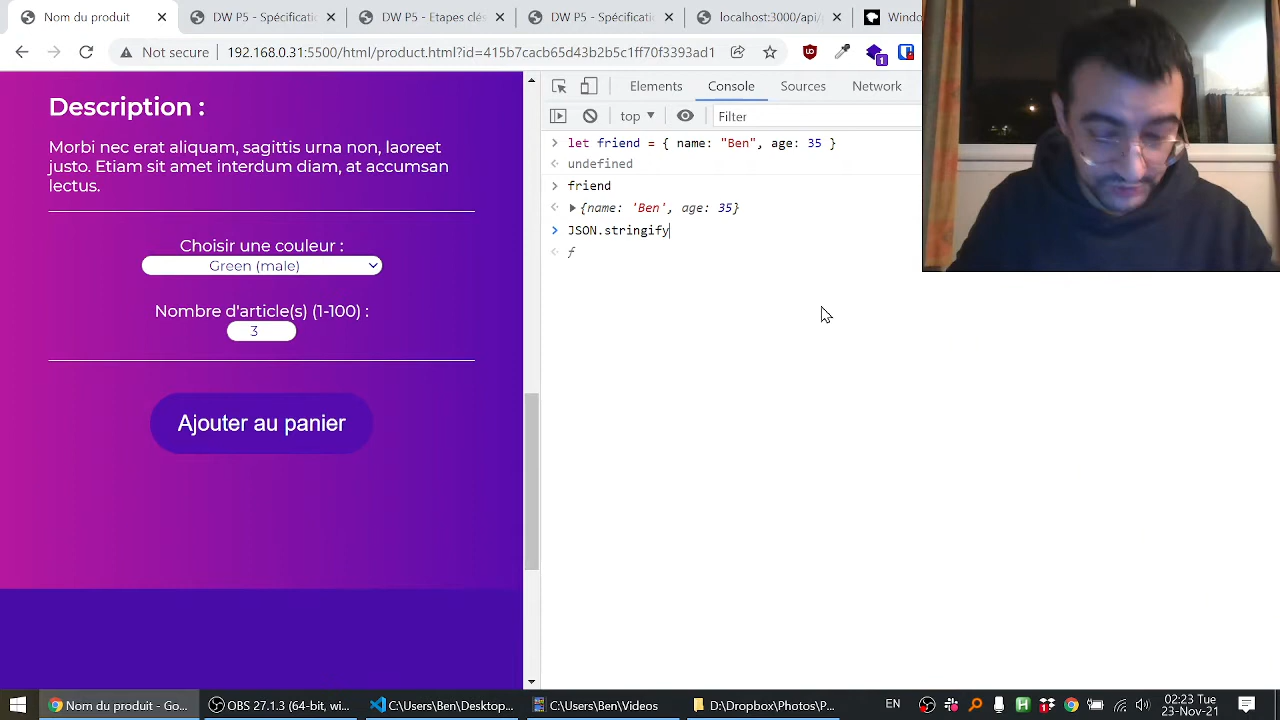 Nom du produit
DW P5 - Spécificati
DW P5 - Etapes clés
DW P5 - Spécificati
localhost:3000/api/
Windo
Not secure
192.168.0.31:5500/html/product.html?id=415b7cacb65d43b2b5c1ff70f3393ad1
1
Elements
Console
Sources
Network
top
Filter
Description :
Morbi nec erat aliquam, sagittis urna non, laoreet
justo. Etiam sit amet interdum diam, at accumsan
lectus.
Choisir une couleur :
Green (male)
Nombre d'article(s) (1-100) :
3
Ajouter au panier
let friend = { name: "Ben", age: 35 }
undefined
friend
{name: 'Ben', age: 35}
JSON.stringify
f
Nom du produit - Go...
OBS 27.1.3 (64-bit, wi...
C:\Users\Ben\Desktop...
C:\Users\Ben\Videos
D:\Dropbox\Photos\P...
EN
02:23 Tue
23-Nov-21